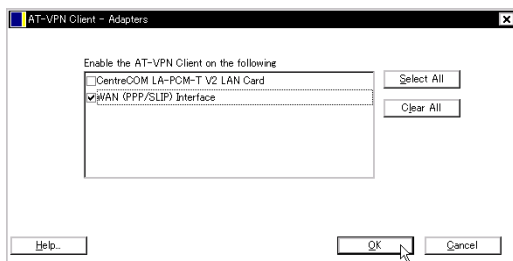 AT-VPN Client - Adapters
Enable the AT-VPN Client on the following
CentreCOM LA-PCM-T V2 LAN Card
WAN (PPP/SLIP) Interface
Select All
Clear All
Help...
OK
Cancel